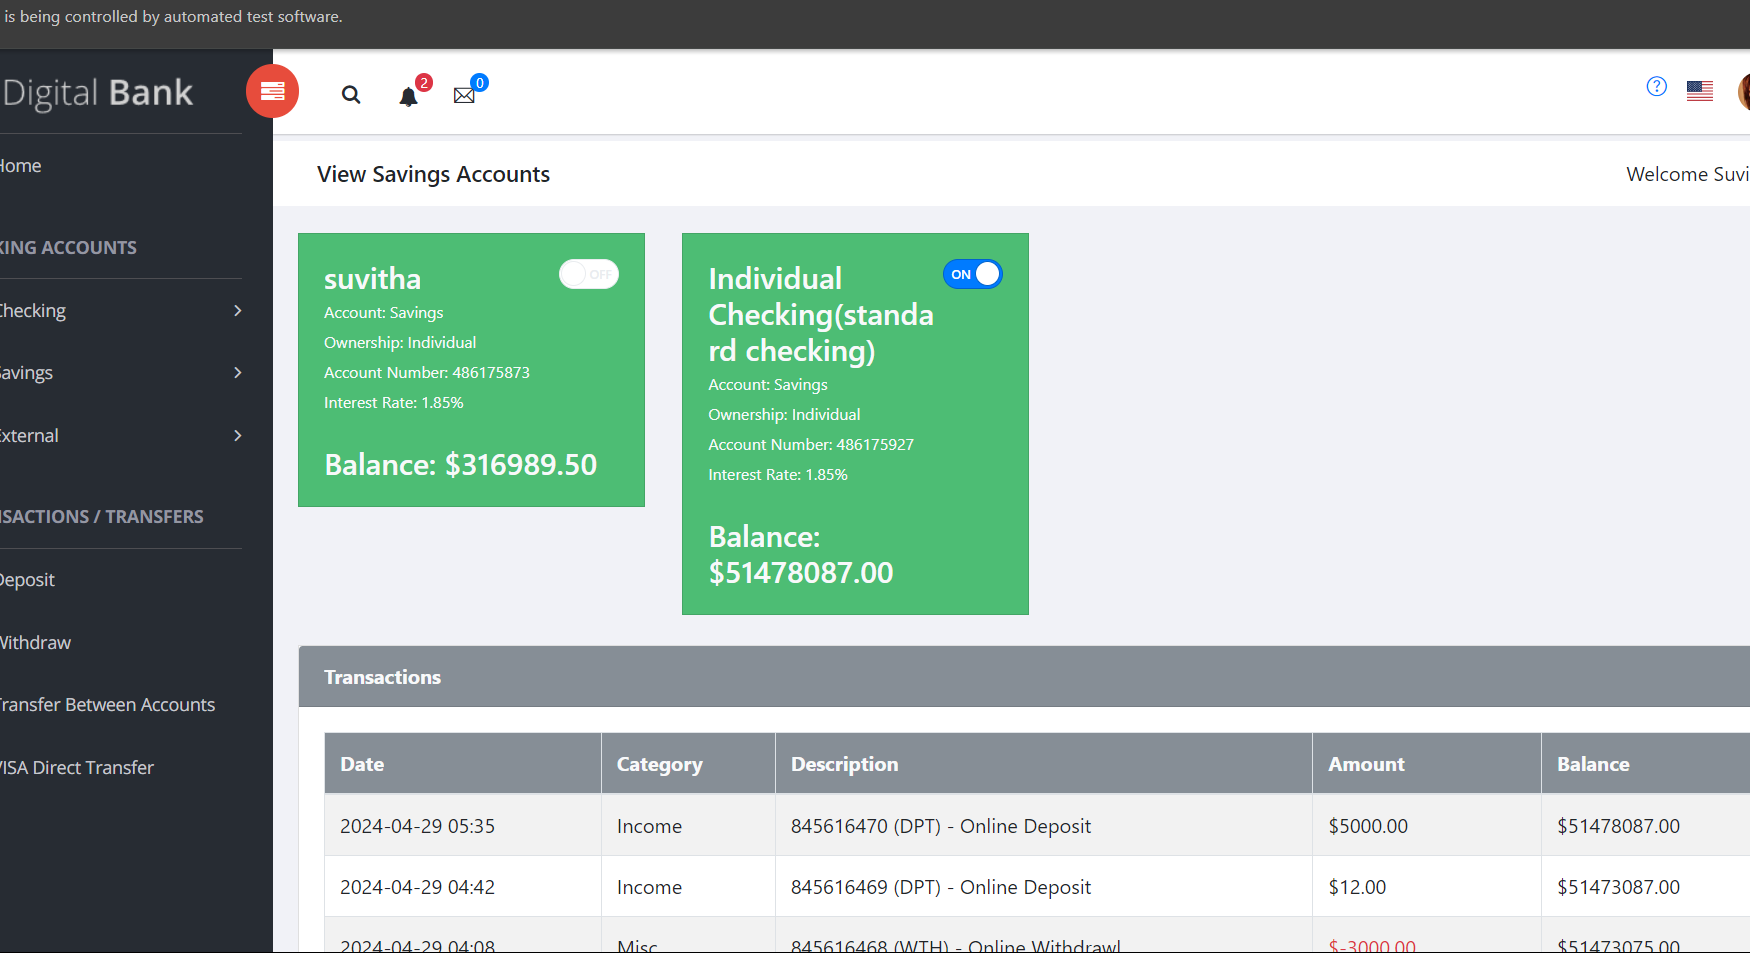 is being controlled by automated test software.
Digital Bank
2
0
?
Home
View Savings Accounts
Welcome Suvi
KING ACCOUNTS
Checking
Savings
External
NSACTIONS / TRANSFERS
Deposit
Withdraw
Transfer Between Accounts
VISA Direct Transfer
suvitha
OFF
Account: Savings
Ownership: Individual
Account Number: 486175873
Interest Rate: 1.85%
Balance: $316989.50
Individual
Checking(standa
rd checking)
ON
Account: Savings
Ownership: Individual
Account Number: 486175927
Interest Rate: 1.85%
Balance:
$51478087.00
Transactions
Date Category Description Amount Balance
2024-04-29 05:35 Income 845616470 (DPT) - Online Deposit $5000.00 $51478087.00
2024-04-29 04:42 Income 845616469 (DPT) - Online Deposit $12.00 $51473087.00
2024-04-29 04:08 Misc 845616468 (WTH) - Online Withdrawl $-3000.00 $51473075.00